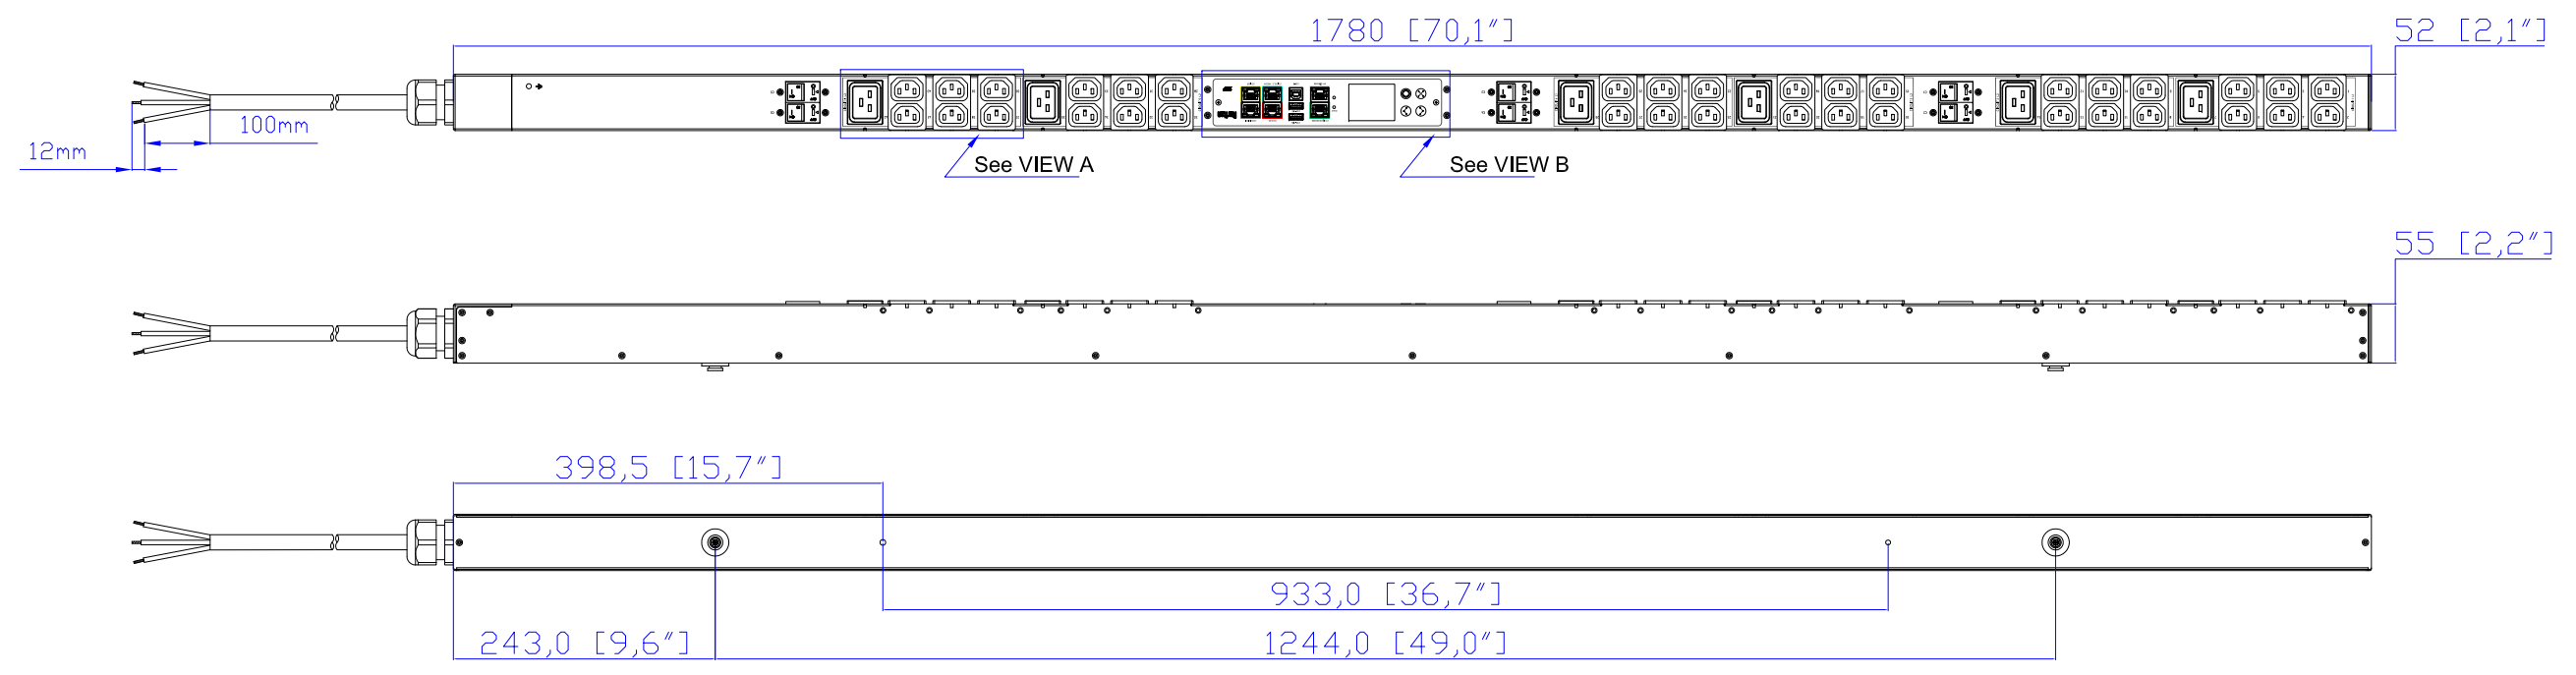 1780 [70,1"]
52 [2,1"]
100mm
12mm
See VIEW A
See VIEW B
55 [2,2"]
398,5 [15,7"]
933,0 [36,7"]
243,0 [9,6"]
1244,0 [49,0"]